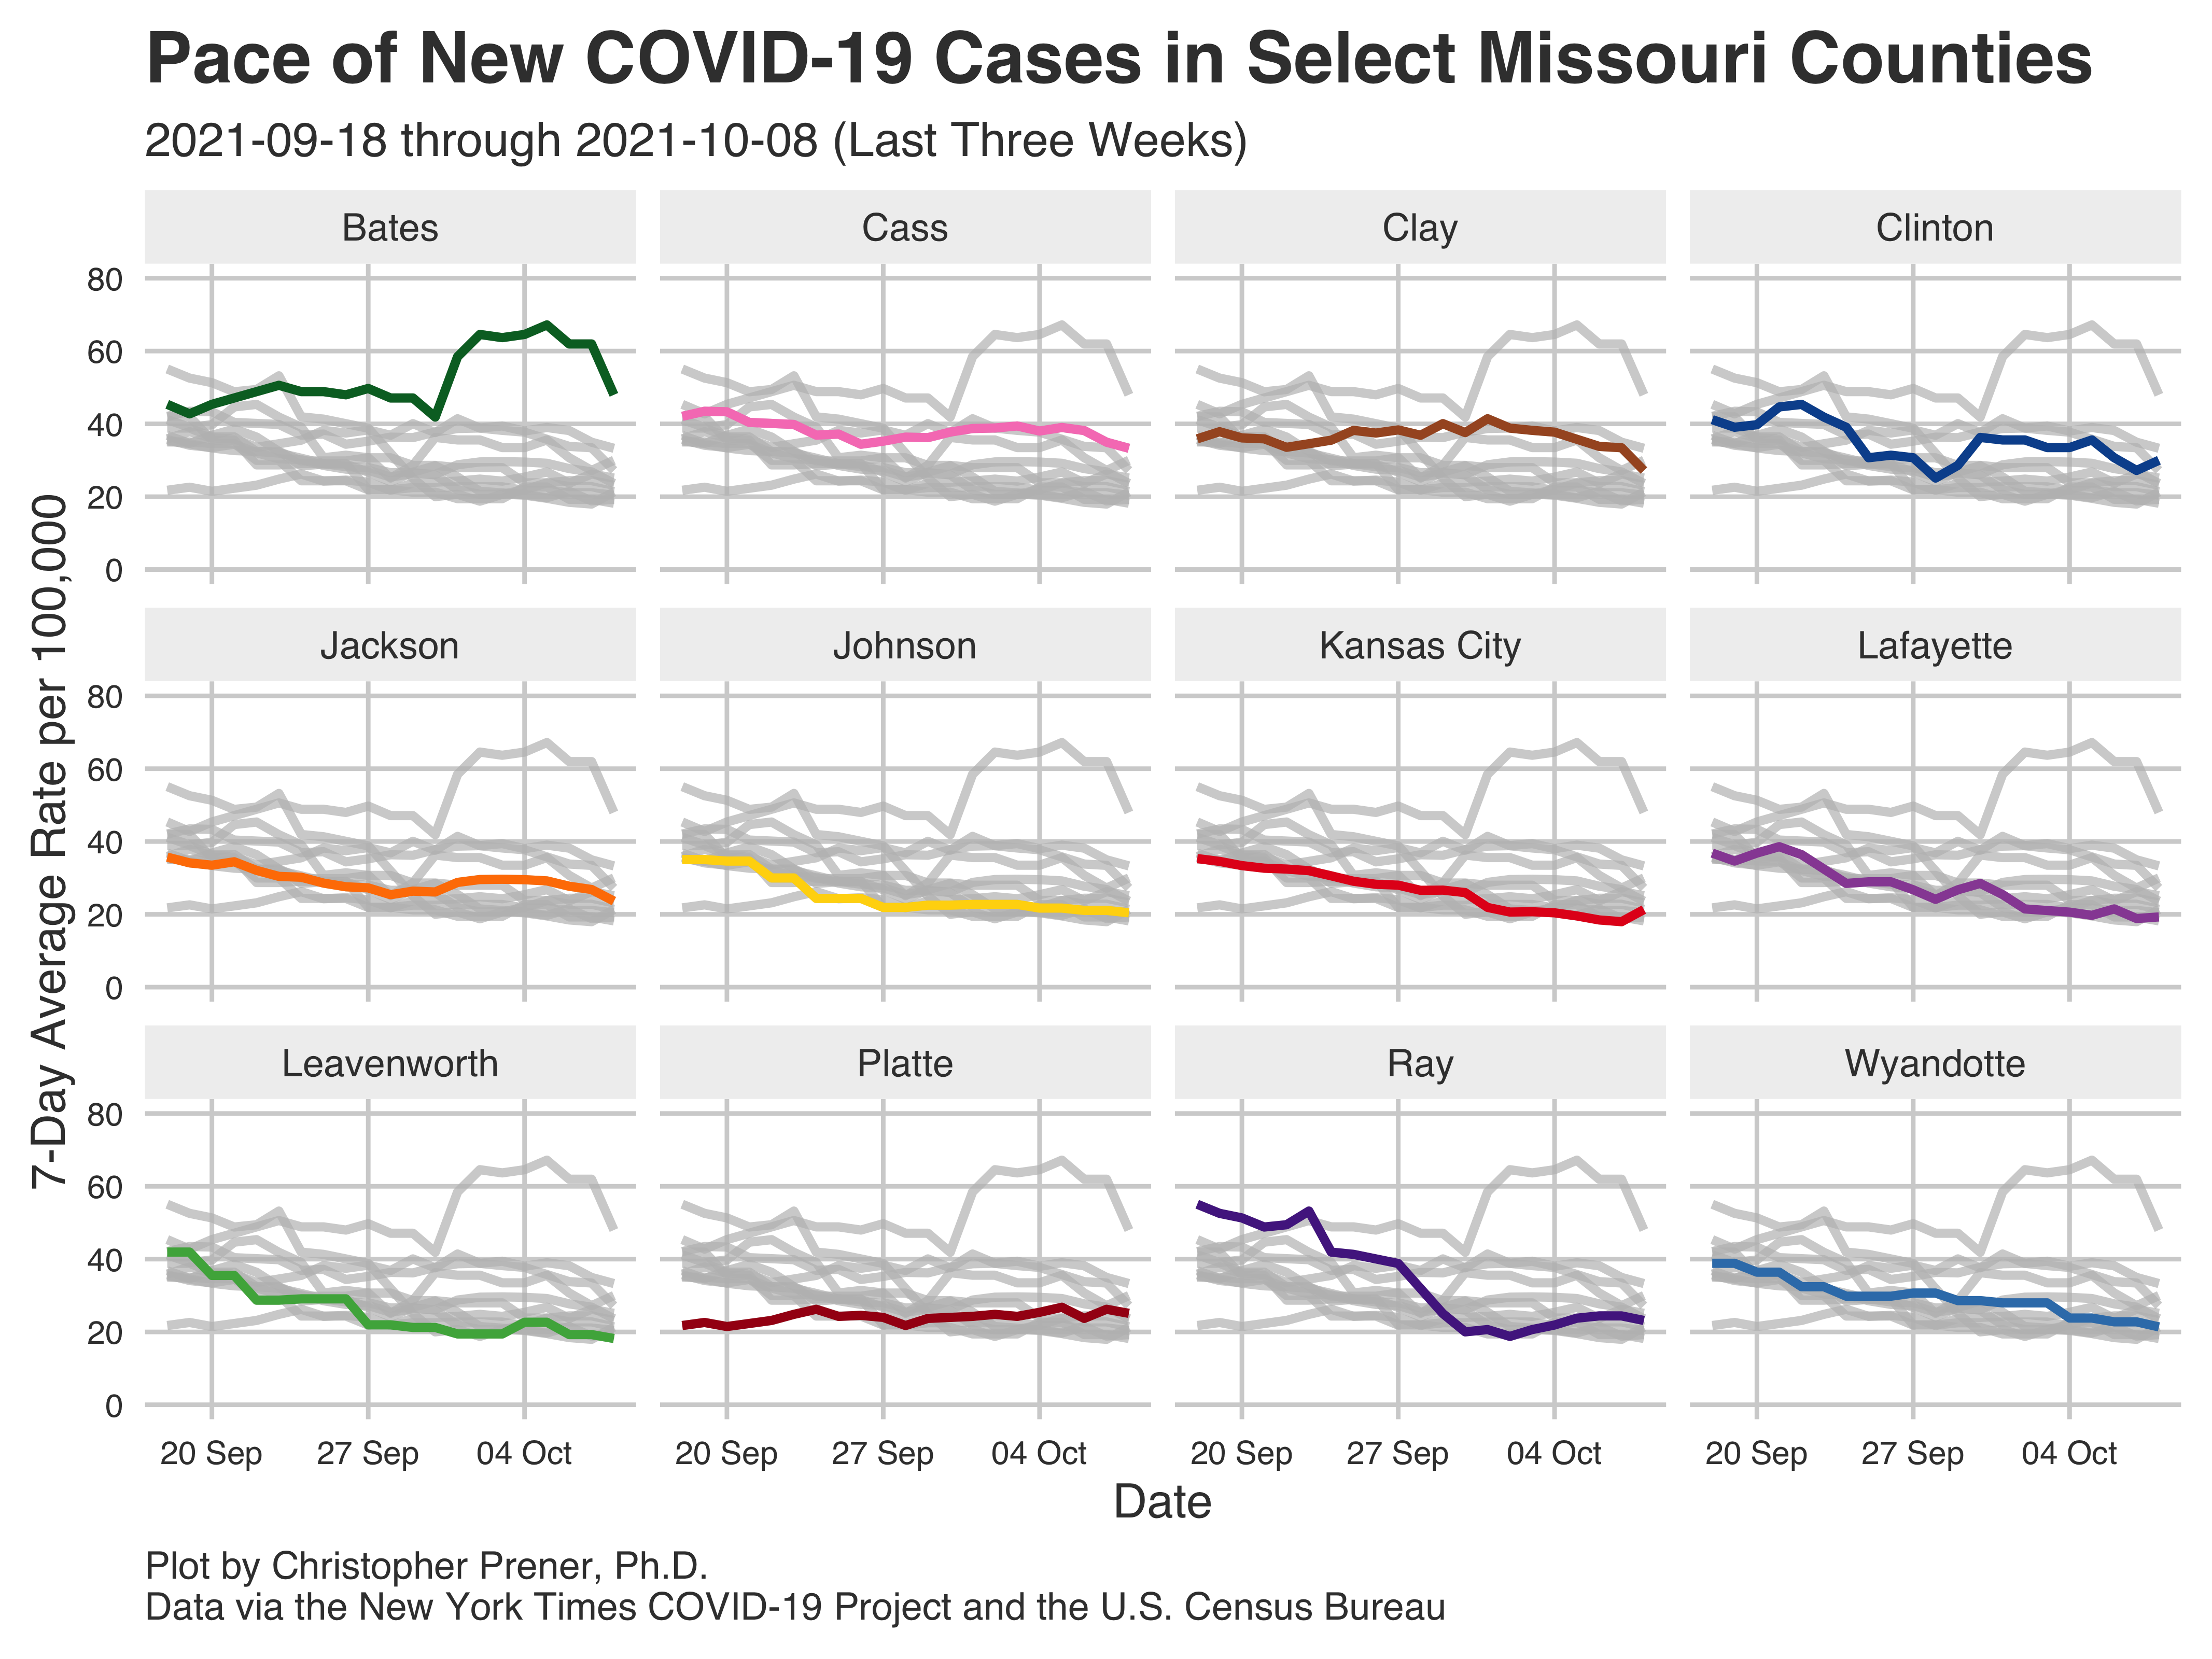 Pace of New COVID-19 Cases in Select Missouri Counties
2021-09-18 through 2021-10-08 (Last Three Weeks)
Bates Cass Clay Clinton
80
60
40
20
0
Jackson Johnson Kansas City Lafayette
80
60
40
20
0
Leavenworth Platte Ray Wyandotte
80
60
40
20
0
7-Day Average Rate per 100,000
20 Sep 27 Sep 04 Oct 20 Sep 27 Sep 04 Oct 20 Sep 27 Sep 04 Oct 20 Sep 27 Sep 04 Oct
Date
Plot by Christopher Prener, Ph.D.
Data via the New York Times COVID-19 Project and the U.S. Census Bureau